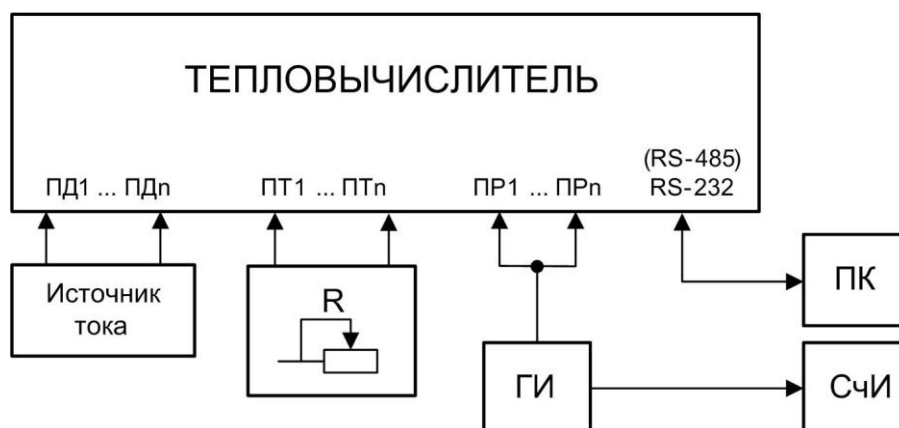 ТЕПЛОВЫЧИСЛИТЕЛЬ
(RS-485)
ПД1 ... ПДn ПТ1 ... ПТn ПР1 ... ПРn RS-232
Источник
тока
R
ПК
ГИ
СчИ